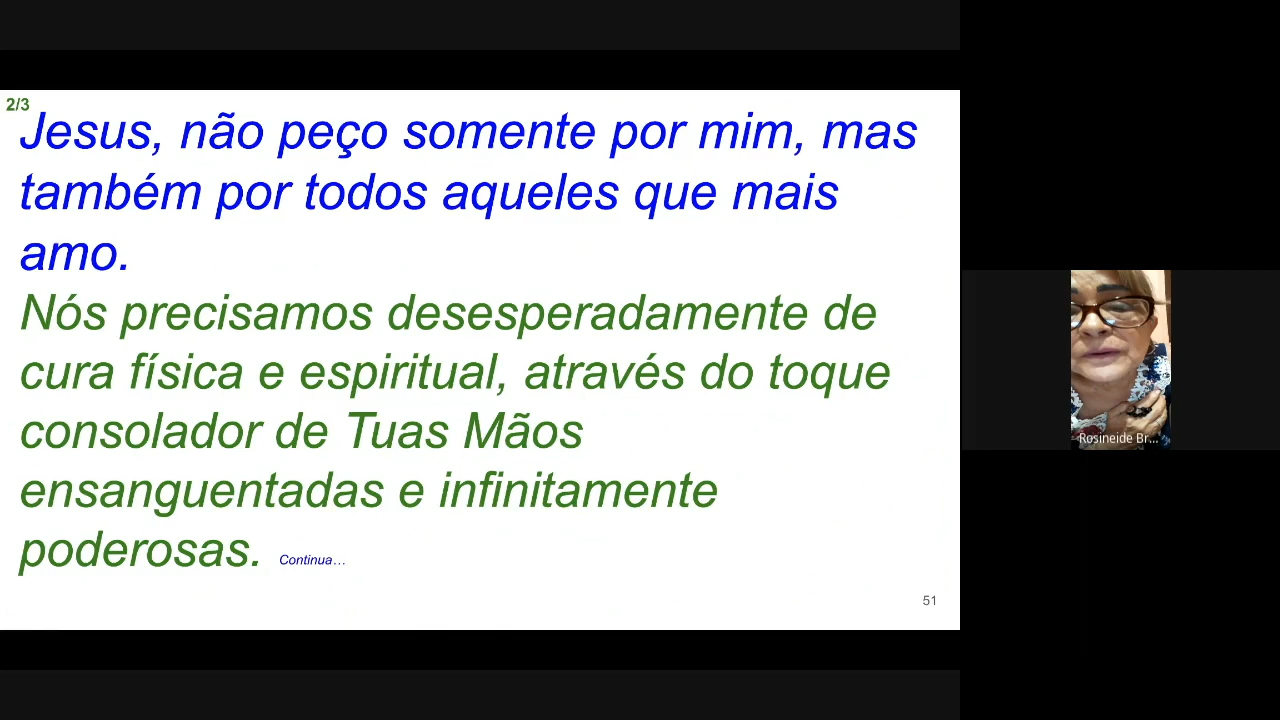 2/3
Jesus, não peço somente por mim, mas
também por todos aqueles que mais
amo.
Nós precisamos desesperadamente de
cura física e espiritual, através do toque
consolador de Tuas Mãos
ensanguentadas e infinitamente
poderosas. Continua…
51
Rosineide Br...